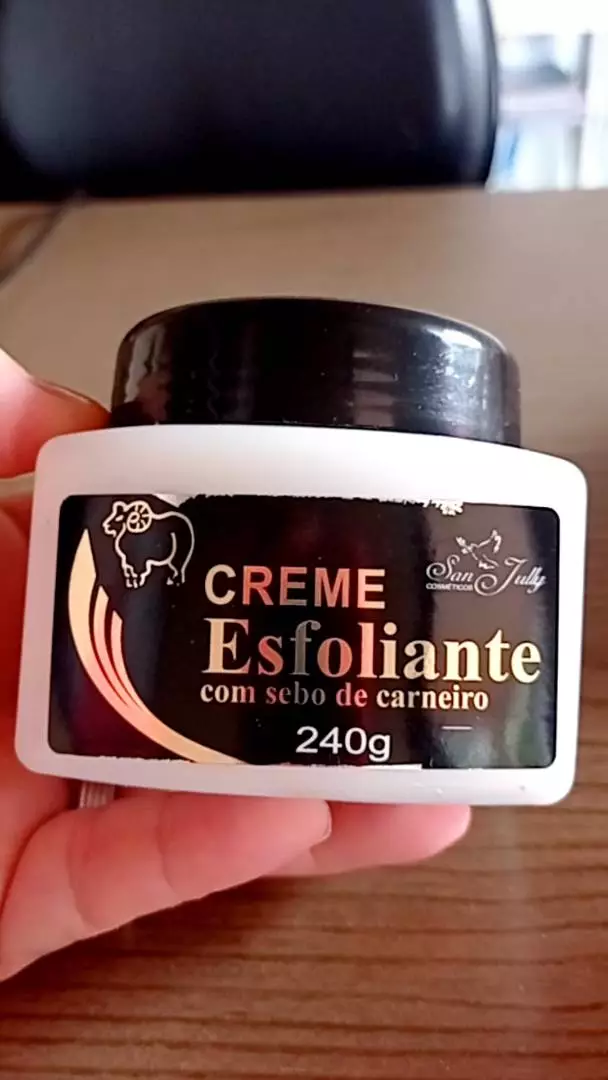 CREME
San Jully
COSMÉTICOS
Esfoliante
com sebo de carneiro
240g